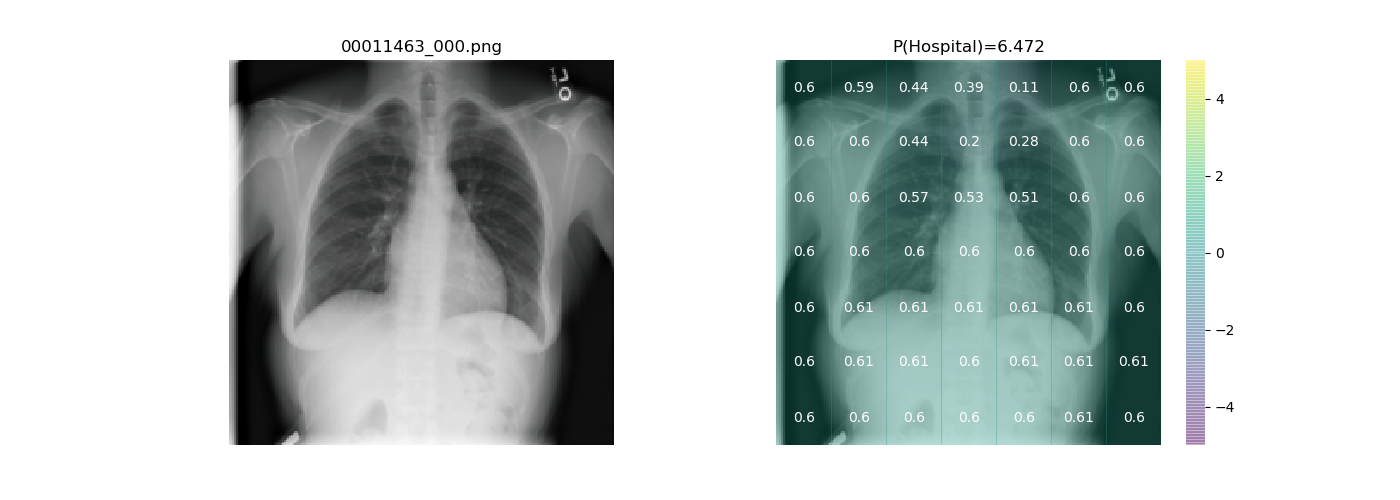 00011463_000.png
P(Hospital)=6.472
0.6 0.59 0.44 0.39 0.11 0.6 0.6
0.6 0.6 0.44 0.2 0.28 0.6 0.6
0.6 0.6 0.57 0.53 0.51 0.6 0.6
0.6 0.6 0.6 0.6 0.6 0.6 0.6
0.6 0.61 0.61 0.61 0.61 0.61 0.6
0.6 0.61 0.61 0.6 0.61 0.61 0.61
0.6 0.6 0.6 0.6 0.6 0.61 0.6
4
2
0
−2
−4